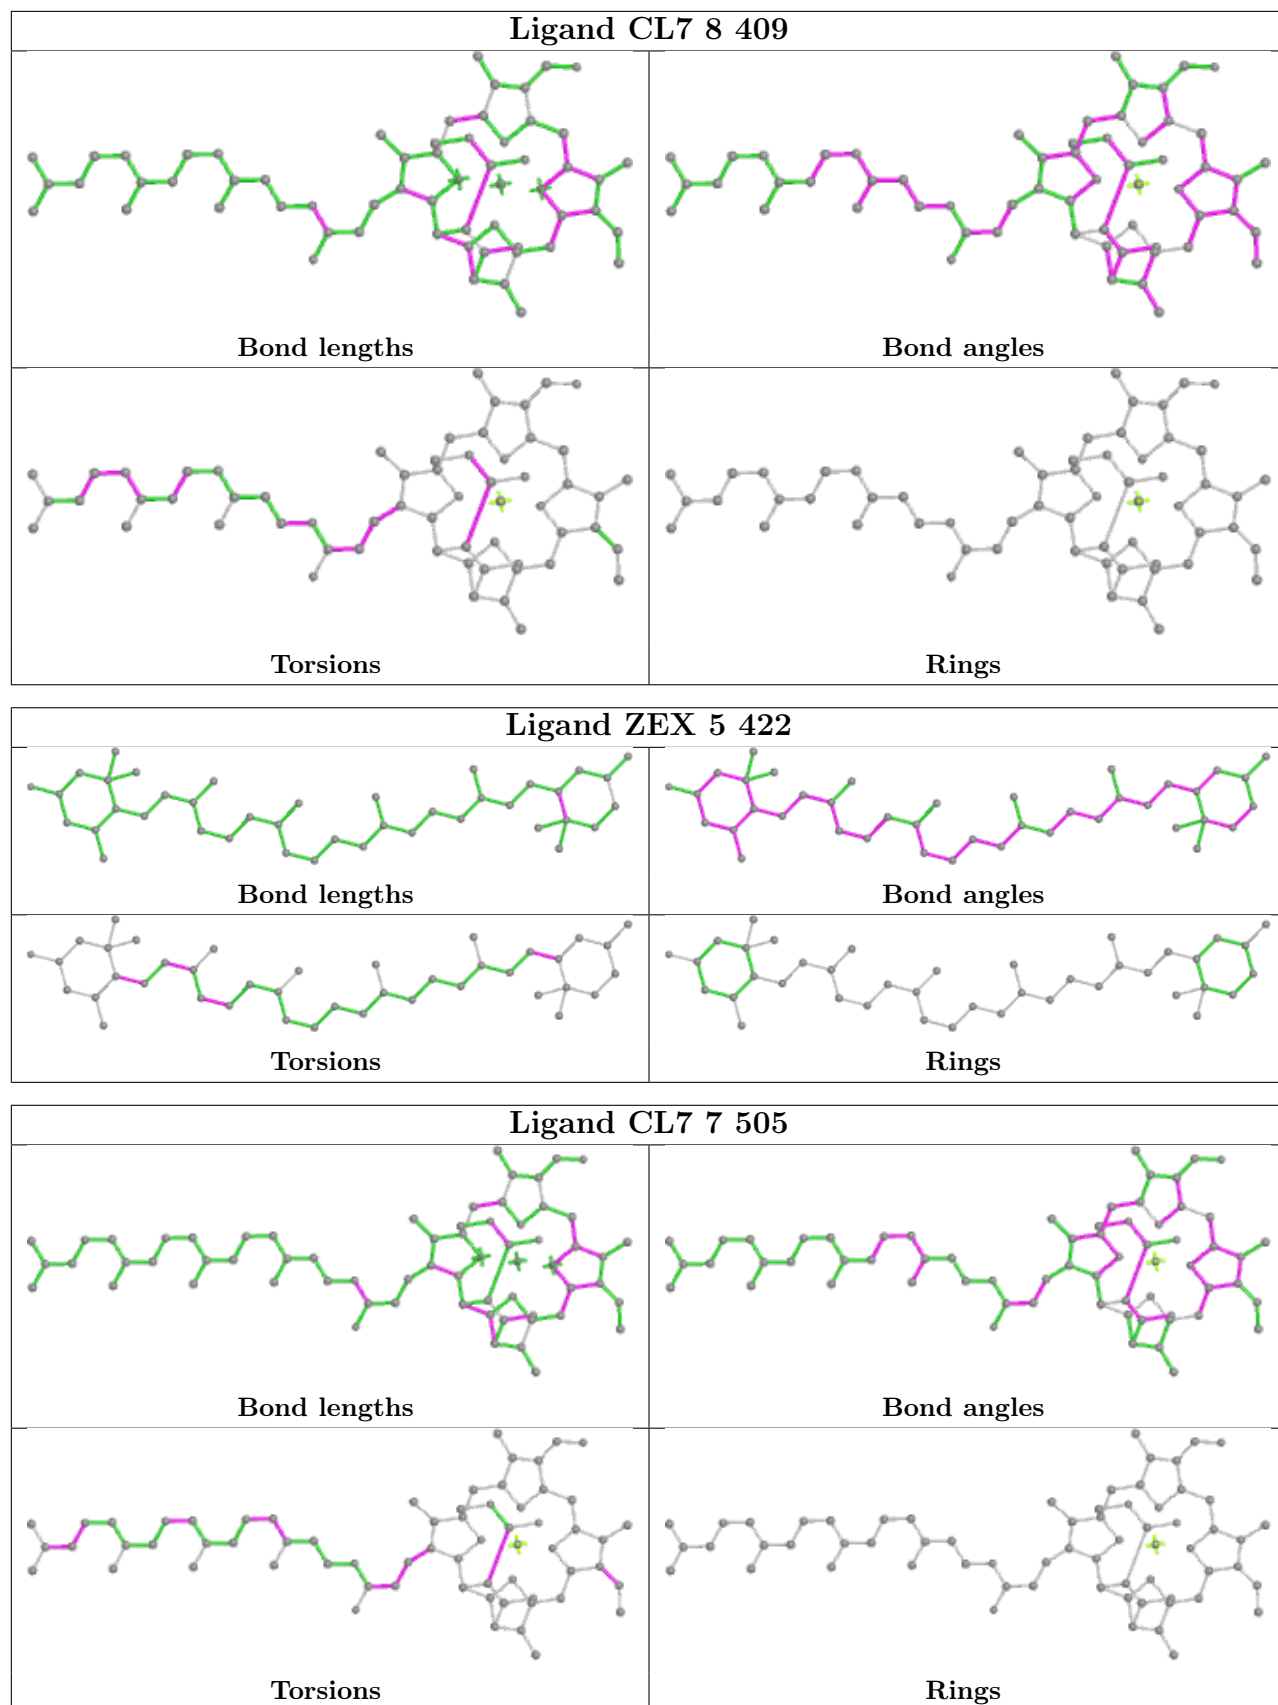 Ligand CL7 8 409
Bond lengths
Bond angles
Torsions
Rings
Ligand ZEX 5 422
Bond lengths
Bond angles
Torsions
Rings
Ligand CL7 7 505
Bond lengths
Bond angles
Torsions
Rings